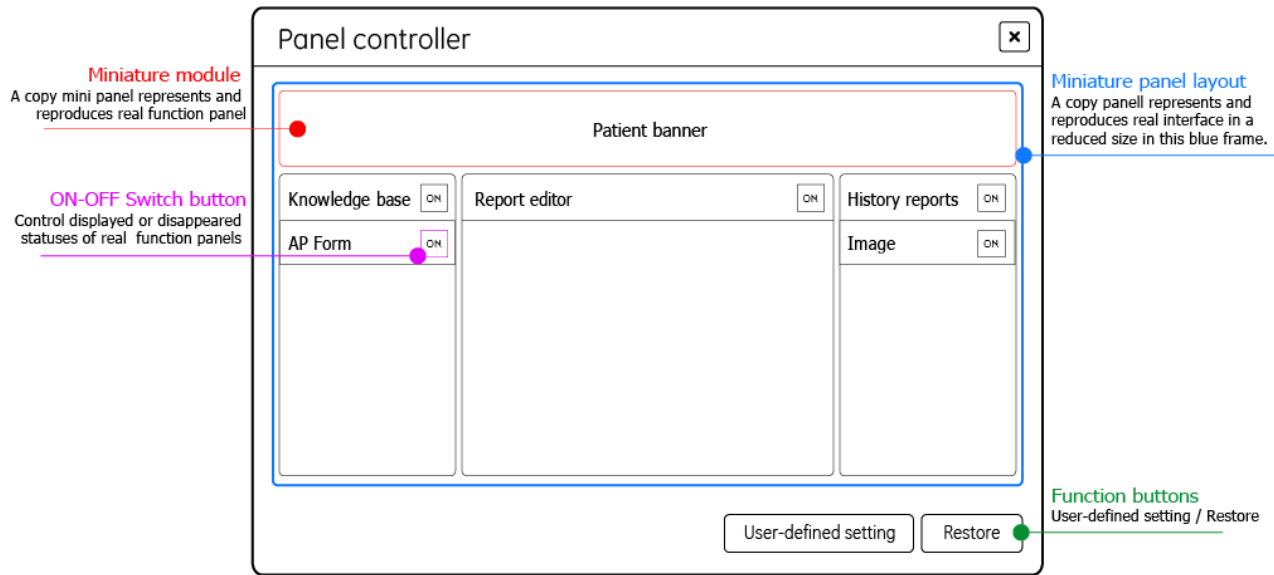 Panel controller
Miniature module
A copy mini panel represents and
reproduces real function panel
Miniature panel layout
A copy panell represents and
reproduces real interface in a
reduced size in this blue frame.
Patient banner
ON-OFF Switch button
Control displayed or disappeared
statuses of real function panels
Knowledge base ON
Report editor ON
History reports ON
AP Form ON
Image ON
Function buttons
User-defined setting / Restore
User-defined setting
Restore